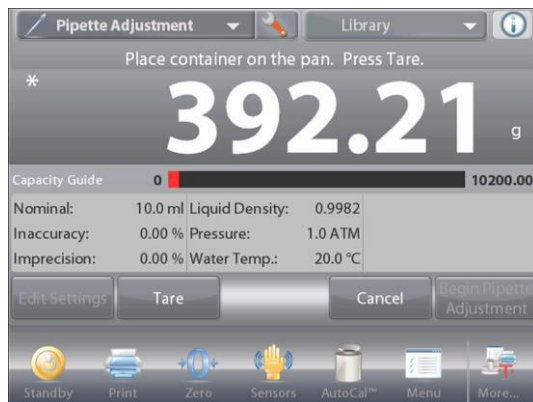 Pipette Adjustment
Library
Place container on the pan. Press Tare.
*
392.21 g
Capacity Guide 0 10200.00
Nominal: 10.0 ml Liquid Density: 0.9982
Inaccuracy: 0.00 % Pressure: 1.0 ATM
Imprecision: 0.00 % Water Temp.: 20.0 °C
Edit Settings
Tare
Cancel
Begin Pipette
Adjustment
Standby
Print
Zero
Sensors
AutoCal™
Menu
More...